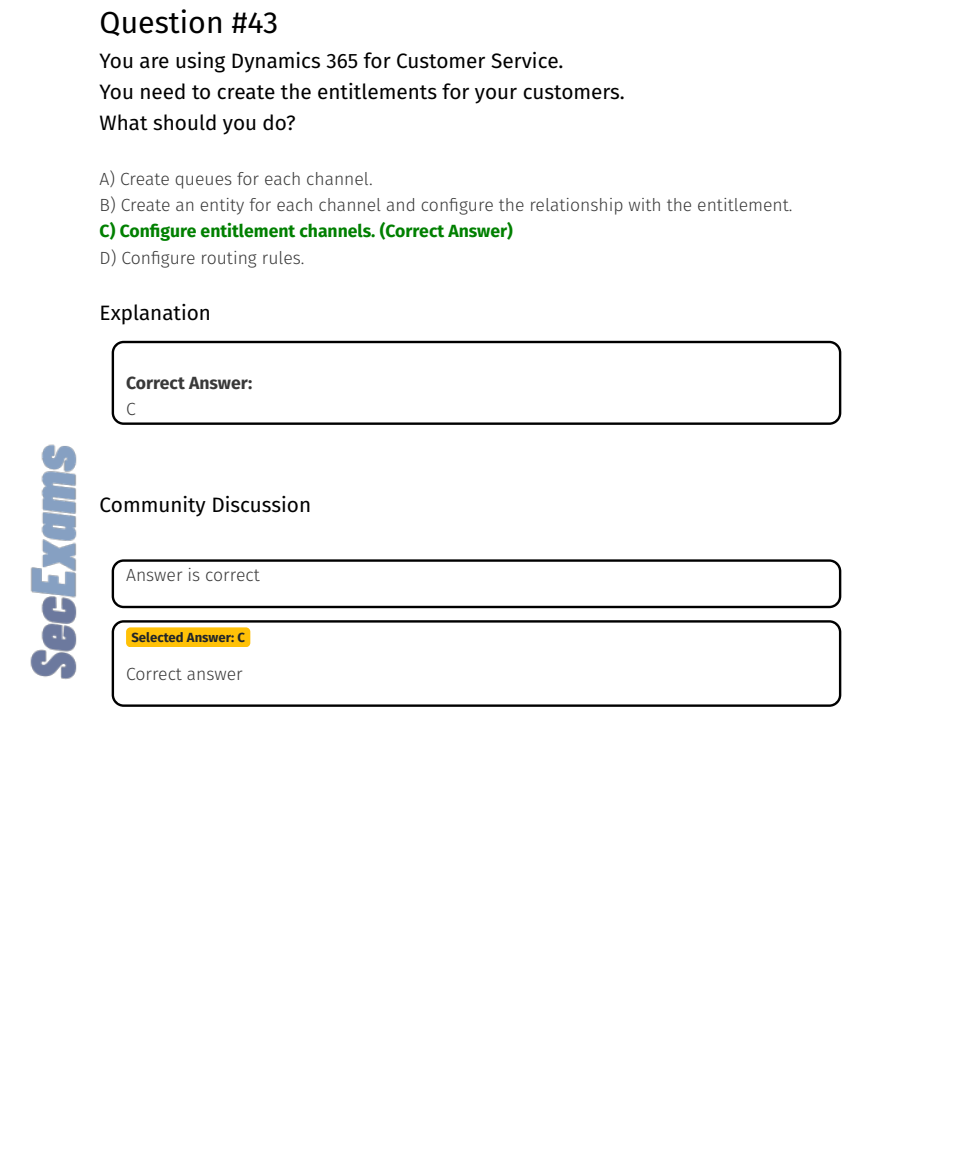 Question #43
You are using Dynamics 365 for Customer Service.
You need to create the entitlements for your customers.
What should you do?
A) Create queues for each channel.
B) Create an entity for each channel and configure the relationship with the entitlement.
C) Configure entitlement channels. (Correct Answer)
D) Configure routing rules.
Explanation
Correct Answer:
C
SecExams
Community Discussion
Answer is correct
Selected Answer: C
Correct answer